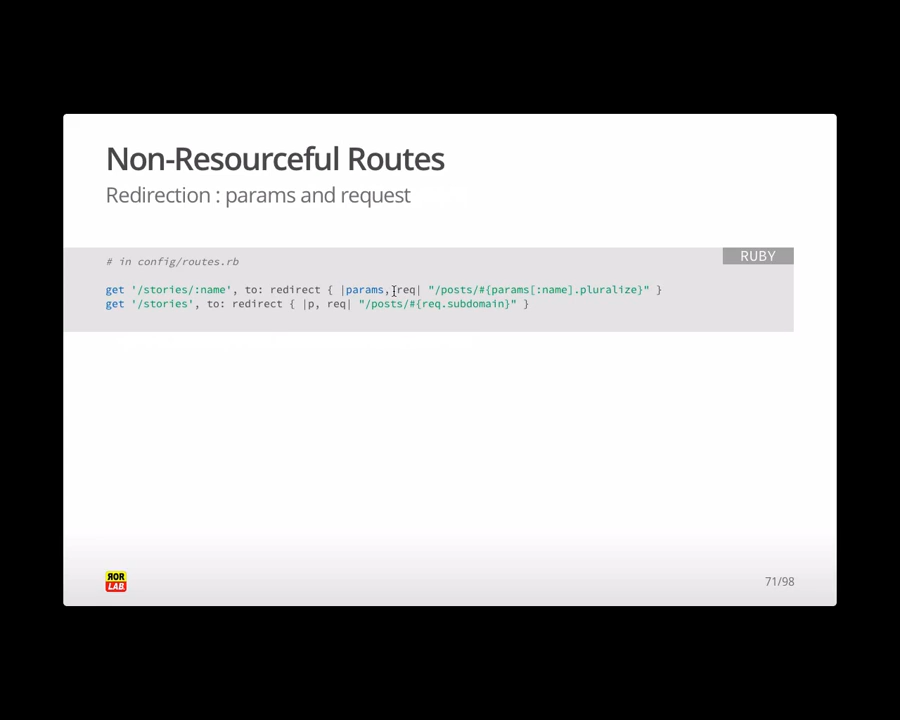 Non-Resourceful Routes
Redirection : params and request
RUBY
# in config/routes.rb
get '/stories/:name', to: redirect { |params, req| "/posts/#{params[:name].pluralize}" }
get '/stories', to: redirect { |p, req| "/posts/#{req.subdomain}" }
ЯOR
LAB.
71/98